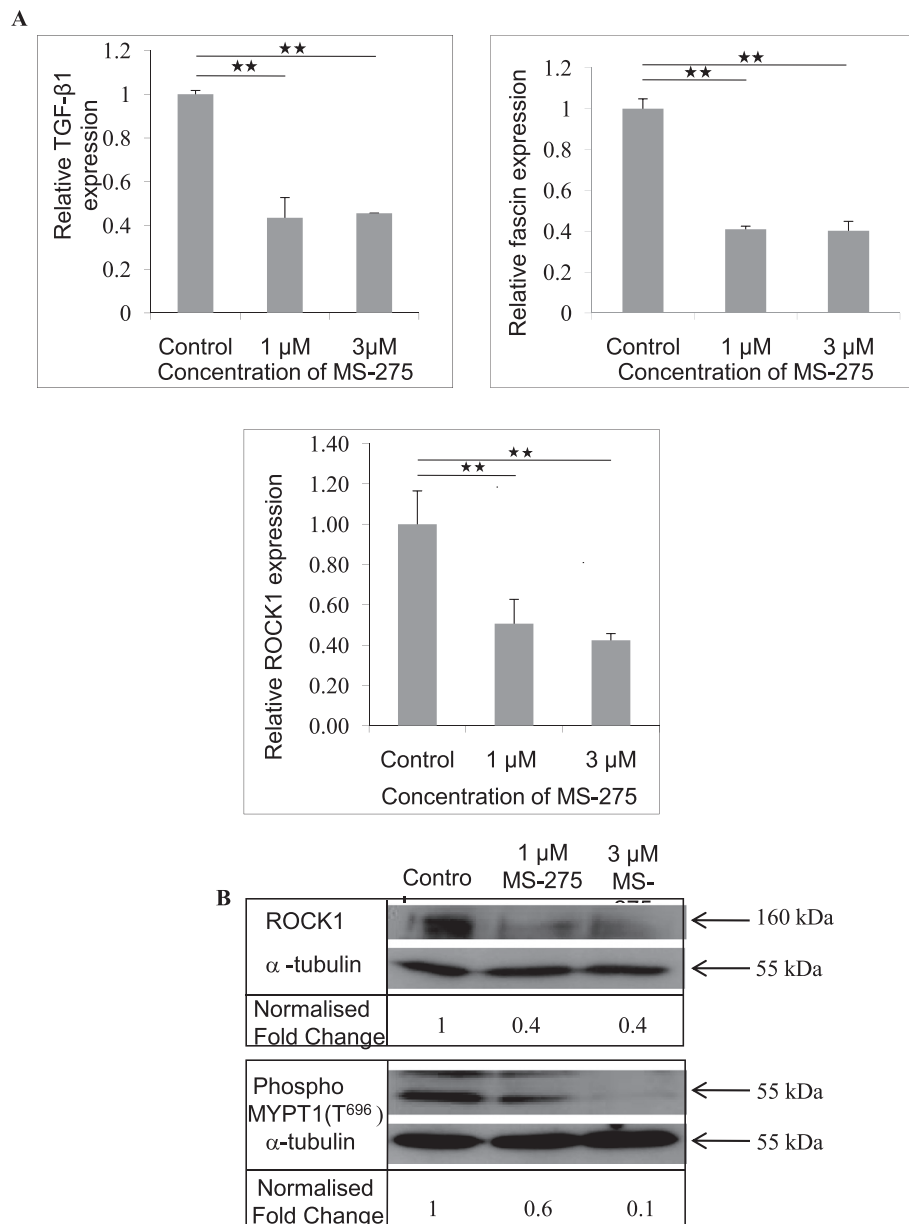 A
1.2
1
0.8
0.6
0.4
0.2
0
Relative TGF-β1
expression
★★
★★
Control 1 µM 3µM
Concentration of MS-275
1.2
1
0.8
0.6
0.4
0.2
0
Relative fascin expression
★★
★★
Control 1 µM 3 µM
Concentration of MS-275
1.40
1.20
1.00
0.80
0.60
0.40
0.20
0.00
Relative ROCK1 expression
★★
★★
Control 1 µM 3 µM
Concentration of MS-275
B
Contro
1 µM
MS-275
3 µM
MS-
ROCK1
160 kDa
α -tubulin
55 kDa
Normalised
Fold Change
1 0.4 0.4
Phospho
MYPT1(T⁶⁹⁶)
55 kDa
α-tubulin
55 kDa
Normalised
Fold Change
1 0.6 0.1